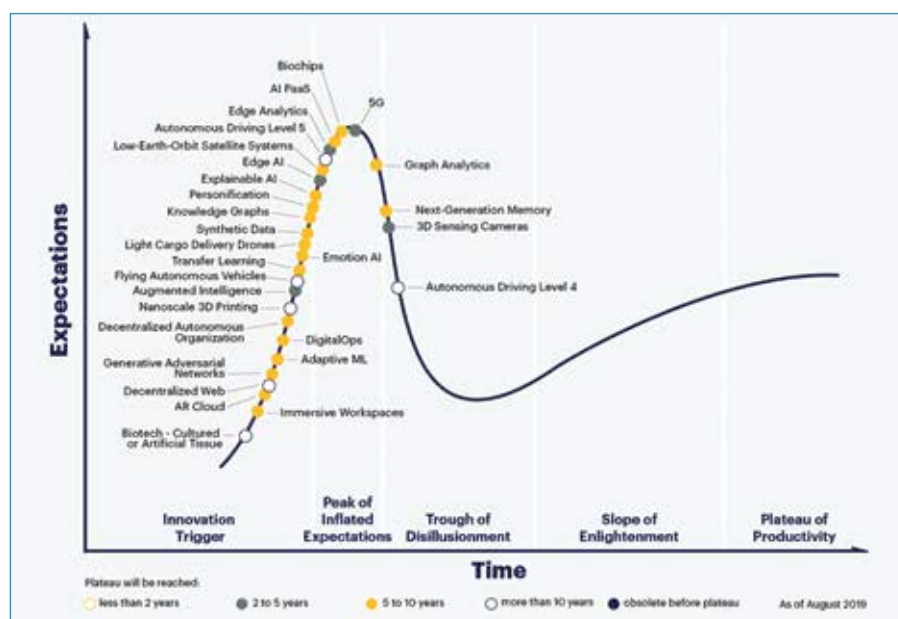 Biochips
AI PaaS
5G
Edge Analytics
Autonomous Driving Level 5
Low-Earth-Orbit Satellite Systems
Edge AI
Graph Analytics
Explainable AI
Personification
Knowledge Graphs
Next-Generation Memory
3D Sensing Cameras
Synthetic Data
Light Cargo Delivery Drones
Transfer Learning
Emotion AI
Flying Autonomous Vehicles
Augmented Intelligence
Autonomous Driving Level 4
Nanoscale 3D Printing
Decentralized Autonomous
Organization
DigitalOps
Generative Adversarial
Networks
Adaptive ML
Decentralized Web
AR Cloud
Immersive Workspaces
Biotech - Cultured
or Artificial Tissue
Expectations
Innovation
Trigger
Peak of
Inflated
Expectations
Trough of
Disillusionment
Slope of
Enlightenment
Plateau of
Productivity
Time
Plateau will be reached:
less than 2 years
2 to 5 years
5 to 10 years
more than 10 years
obsolete before plateau
As of August 2019